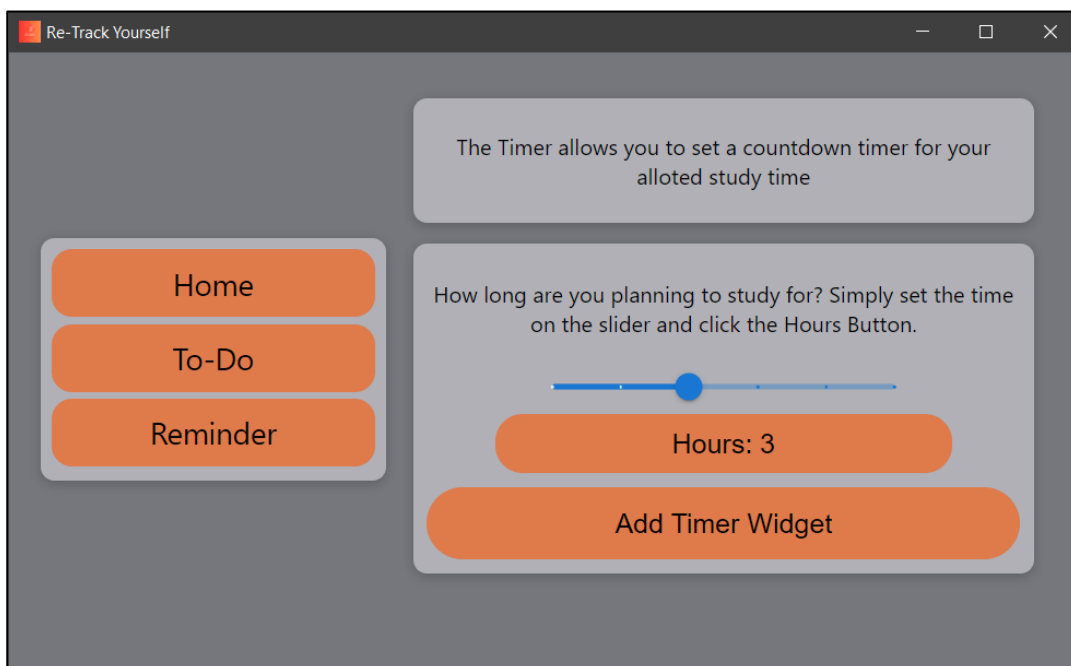 Re-Track Yourself
The Timer allows you to set a countdown timer for your
alloted study time
Home
To-Do
Reminder
How long are you planning to study for? Simply set the time
on the slider and click the Hours Button.
Hours: 3
Add Timer Widget